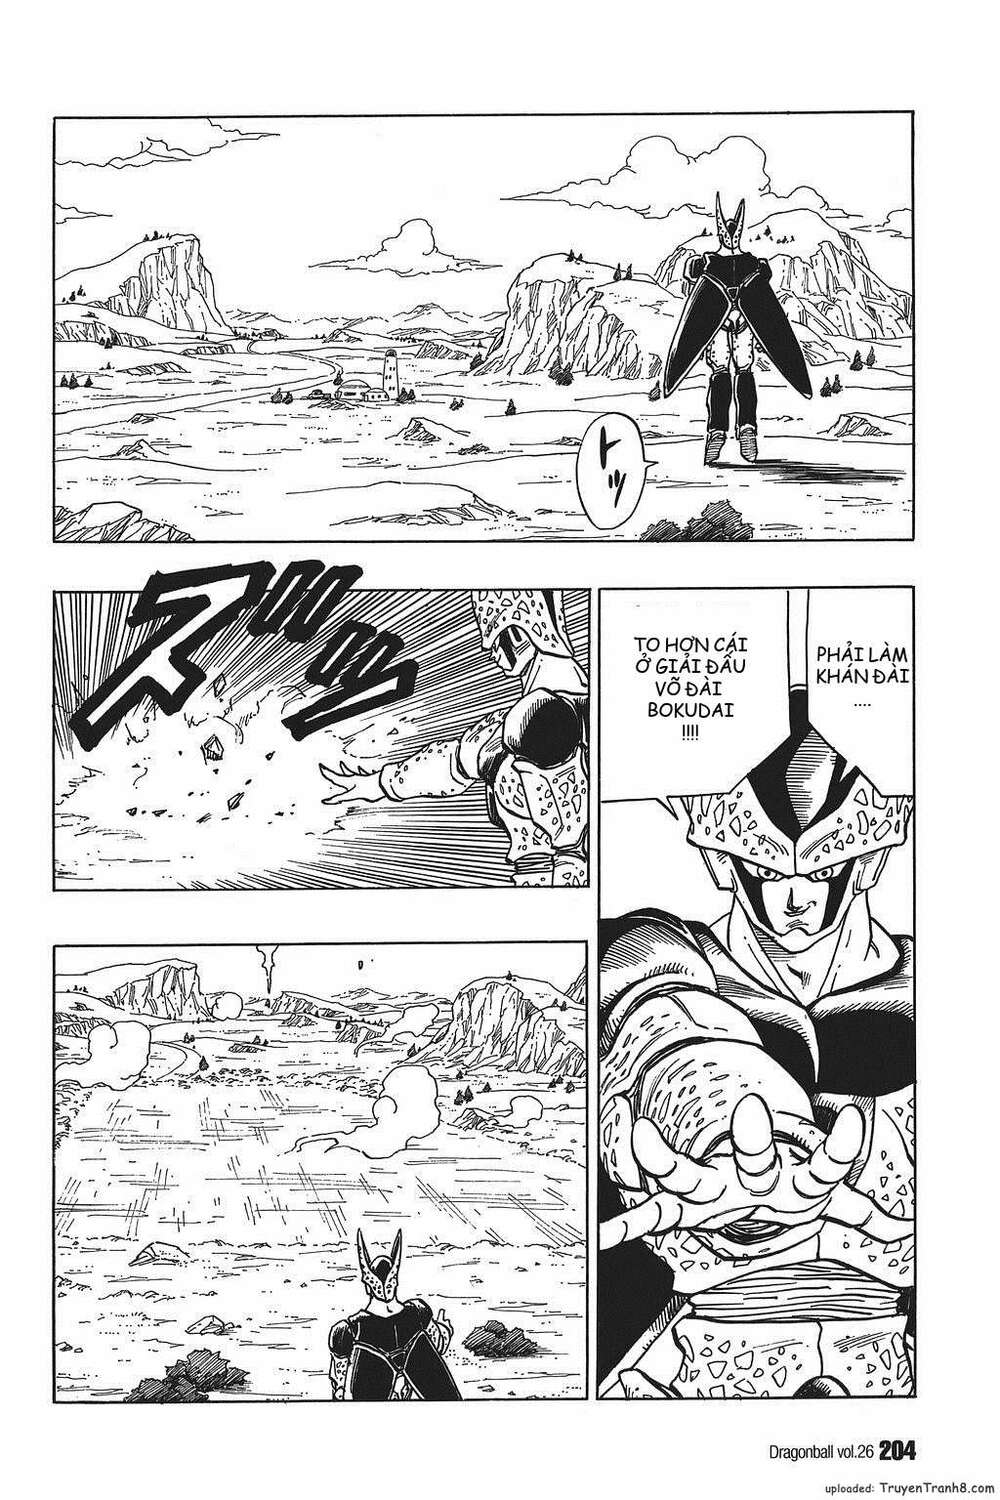 トッ
PHẢI LÀM
KHÁN ĐÀI
....
TO HƠN CÁI
Ở GIẢI ĐẤU
VÕ ĐÀI
BOKUDAI
!!!!
Dragonball vol.26 204
uploaded: TruyenTranh8.com